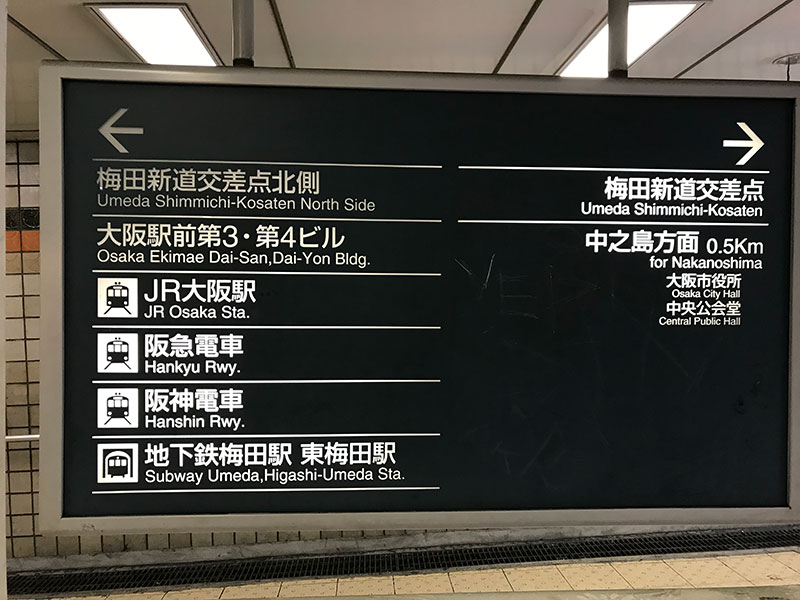 ←
梅田新道交差点北側
Umeda Shimmichi-Kosaten North Side
大阪駅前第3・第4ビル
Osaka Ekimae Dai-San,Dai-Yon Bldg.
JR大阪駅
JR Osaka Sta.
阪急電車
Hankyu Rwy.
阪神電車
Hanshin Rwy.
地下鉄梅田駅 東梅田駅
Subway Umeda,Higashi-Umeda Sta.
→
梅田新道交差点
Umeda Shimmichi-Kosaten
中之島方面 0.5Km
for Nakanoshima
大阪市役所
Osaka City Hall
中央公会堂
Central Public Hall